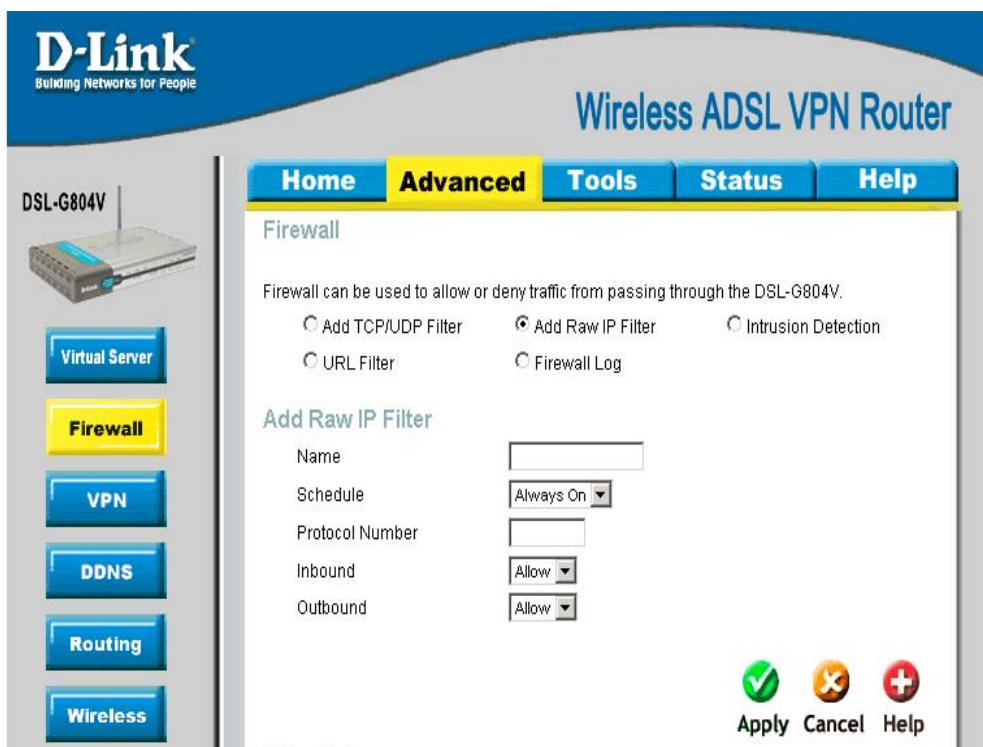 D-Link
Building Networks for People
Wireless ADSL VPN Router
DSL-G804V
Home Advanced Tools Status Help
Firewall
Firewall can be used to allow or deny traffic from passing through the DSL-G804V.
Add TCP/UDP Filter Add Raw IP Filter Intrusion Detection
URL Filter Firewall Log
Add Raw IP Filter
Name
Schedule Always On
Protocol Number
Inbound Allow
Outbound Allow
Apply Cancel Help
Virtual Server
Firewall
VPN
DDNS
Routing
Wireless